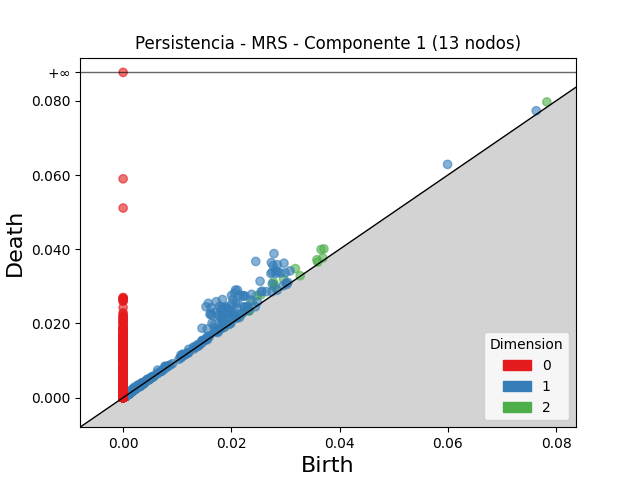 Persistencia - MRS - Componente 1 (13 nodos)
+∞
0.080
0.060
0.040
0.020
0.000
Death
Dimension
0
1
2
0.00 0.02 0.04 0.06 0.08
Birth